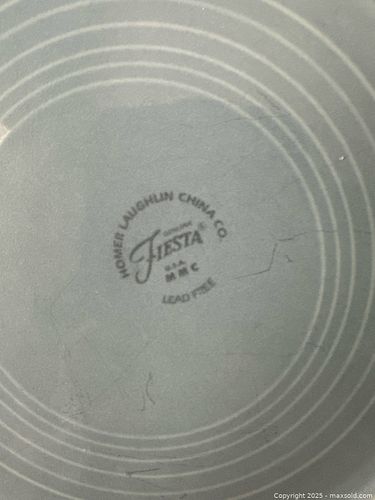 HOMER LAUGHLIN CHINA CO.
GENUINE
FIESTA®
U.S.A.
MMC
LEAD FREE
Copyright 2025 - maxsold.com